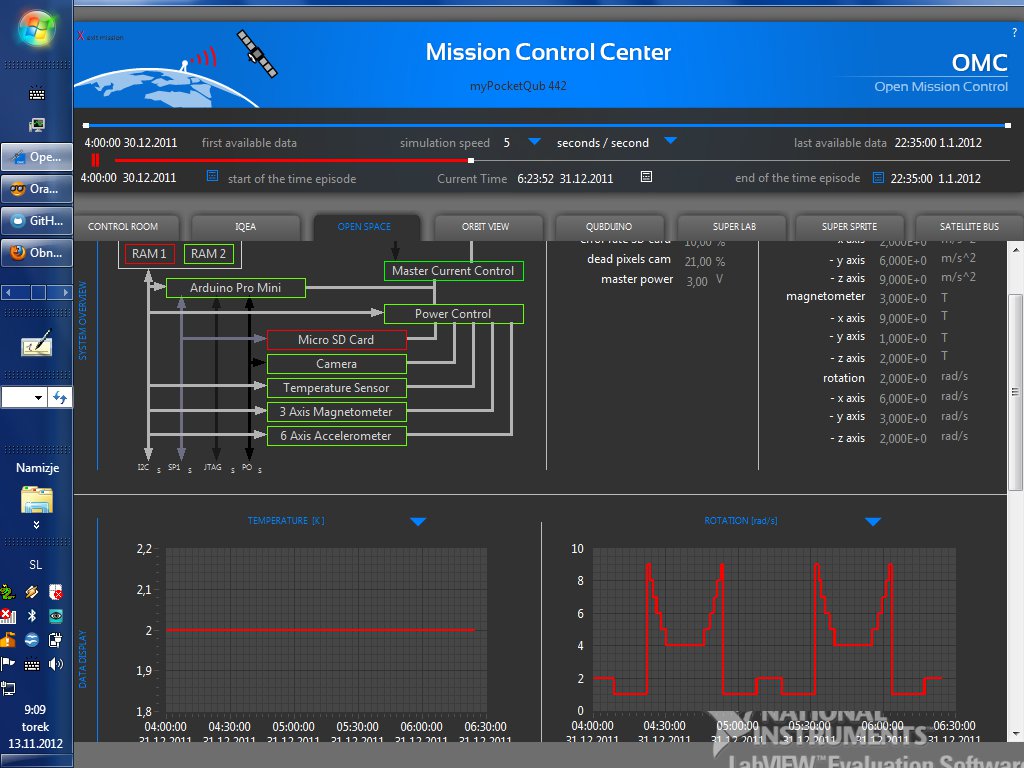 X exit mission
?
Mission Control Center
myPocketQub 442
OMC
Open Mission Control
4:00:00 30.12.2011 first available data simulation speed 5 seconds / second last available data 22:35:00 1.1.2012
4:00:00 30.12.2011 start of the time episode Current Time 6:23:52 31.12.2011 end of the time episode 22:35:00 1.1.2012
CONTROL ROOM IQEA OPEN SPACE ORBIT VIEW QUBDUINO SUPER LAB SUPER SPRITE SATELLITE BUS
SYSTEM OVERVIEW
RAM 1 RAM 2
Master Current Control
Arduino Pro Mini
Power Control
Micro SD Card
Camera
Temperature Sensor
3 Axis Magnetometer
6 Axis Accelerometer
I2C s SP1 s JTAG s PO s
error rate SD card 10,00 %
dead pixels cam 21,00 %
master power 3,00 V
- x axis 2,000E+0 m/s^2
- y axis 6,000E+0 m/s^2
- z axis 9,000E+0 m/s^2
magnetometer 3,000E+0 T
- x axis 9,000E+0 T
- y axis 1,000E+0 T
- z axis 2,000E+0 T
rotation 2,000E+0 rad/s
- x axis 6,000E+0 rad/s
- y axis 3,000E+0 rad/s
- z axis 2,000E+0 rad/s
DATA DISPLAY
TEMPERATURE [K]
2,2
2,1
2
1,9
1,8
04:00:00 04:30:00 05:00:00 05:30:00 06:00:00 06:30:00
31.12.2011 31.12.2011 31.12.2011 31.12.2011 31.12.2011 31.12.2011
ROTATION [rad/s]
10
8
6
4
2
0
04:00:00 04:30:00 05:00:00 05:30:00 06:00:00 06:30:00
31.12.2011 31.12.2011 31.12.2011 31.12.2011 31.12.2011 31.12.2011
NATIONAL
INSTRUMENTS
LabVIEW™ Evaluation Software
Ope...
Ora...
GitH...
Obn...
Namizje
SL
9:09
torek
13.11.2012